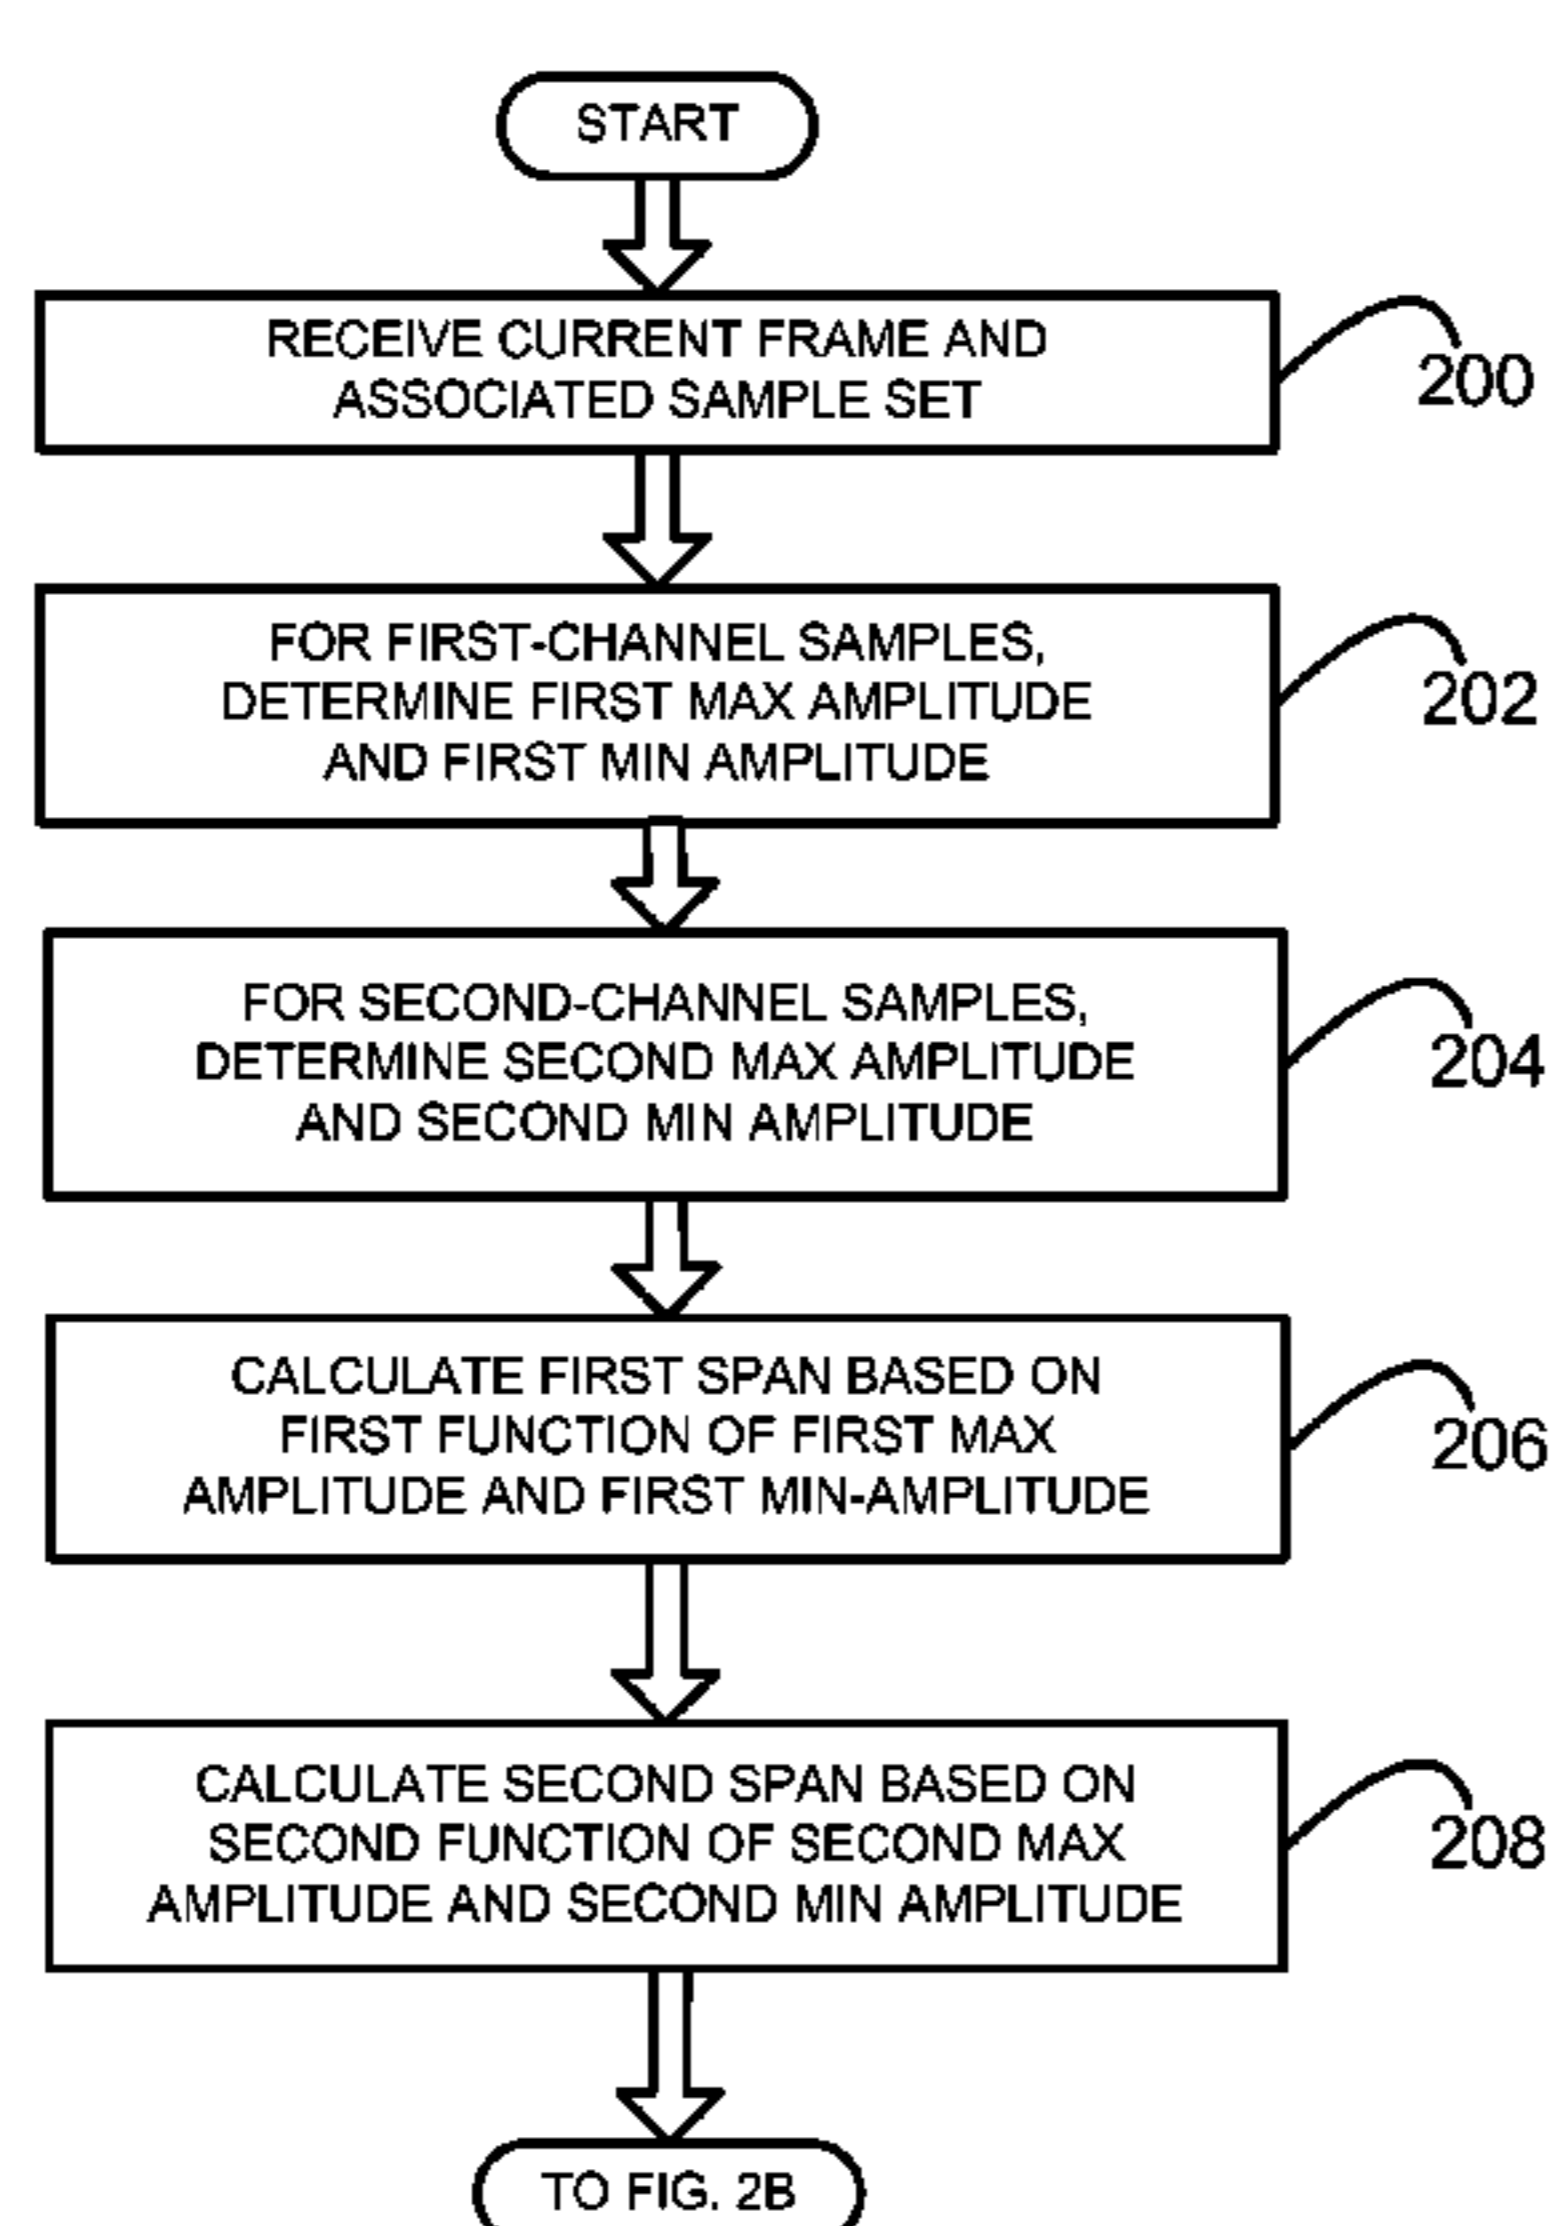 START
RECEIVE CURRENT FRAME AND
ASSOCIATED SAMPLE SET
200
FOR FIRST-CHANNEL SAMPLES,
DETERMINE FIRST MAX AMPLITUDE
AND FIRST MIN AMPLITUDE
202
FOR SECOND-CHANNEL SAMPLES,
DETERMINE SECOND MAX AMPLITUDE
AND SECOND MIN AMPLITUDE
204
CALCULATE FIRST SPAN BASED ON
FIRST FUNCTION OF FIRST MAX
AMPLITUDE AND FIRST MIN-AMPLITUDE
206
CALCULATE SECOND SPAN BASED ON
SECOND FUNCTION OF SECOND MAX
AMPLITUDE AND SECOND MIN AMPLITUDE
208
TO FIG. 2B